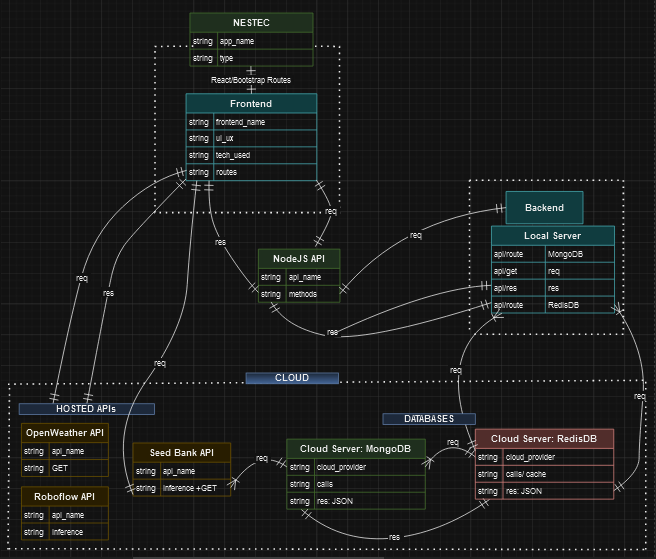 NESTEC
string app_name
string type
React/Bootstrap Routes
Frontend
string frontend_name
string ui_ux
string tech_used
string routes
req
res
req
Backend
Local Server
api/route MongoDB
api/get req
api/res res
api/route RedisDB
NodeJS API
string api_name
string methods
req
res
res
req
req
req
CLOUD
HOSTED APIs
OpenWeather API
string api_name
string GET
Roboflow API
string api_name
string inference
Seed Bank API
string api_name
string inference +GET
req
DATABASES
Cloud Server: MongoDB
string cloud_provider
string calls
string res: JSON
req
Cloud Server: RedisDB
string cloud_provider
string calls/ cache
string res: JSON
res